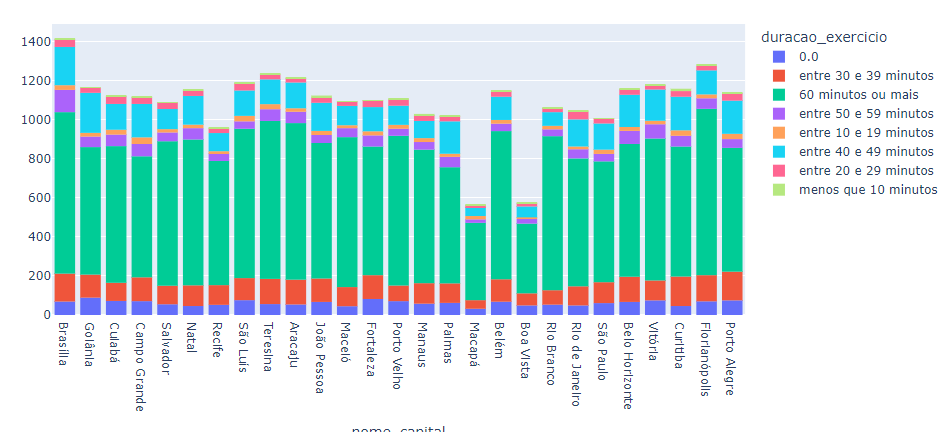 1400
1200
1000
800
600
400
200
0
Brasília
Goiânia
Cuiabá
Campo Grande
Salvador
Natal
Recife
São Luis
Teresina
Aracaju
João Pessoa
Maceió
Fortaleza
Porto Velho
Manaus
Palmas
Macapá
Belém
Boa Vista
Rio Branco
Rio de Janeiro
São Paulo
Belo Horizonte
Vitória
Curitiba
Florianópolis
Porto Alegre
nome_capital
duracao_exercicio
0.0
entre 30 e 39 minutos
60 minutos ou mais
entre 50 e 59 minutos
entre 10 e 19 minutos
entre 40 e 49 minutos
entre 20 e 29 minutos
menos que 10 minutos